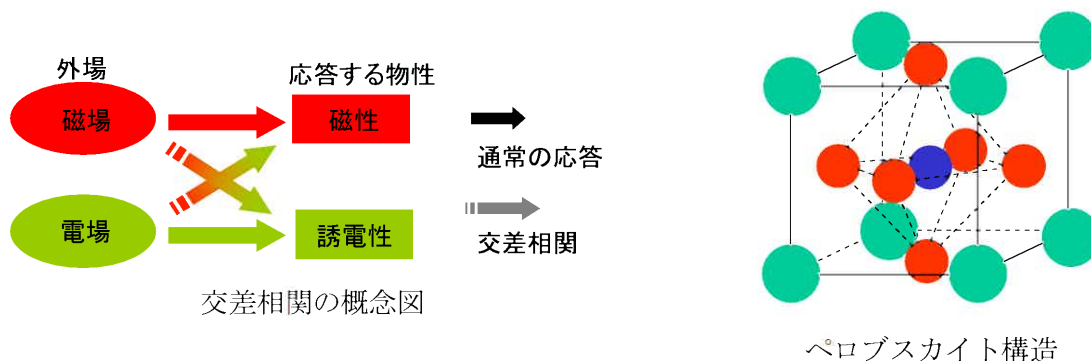 外場
応答する物性
磁場
磁性
通常の応答
電場
誘電性
交差相関
交差相関の概念図
ペロブスカイト構造